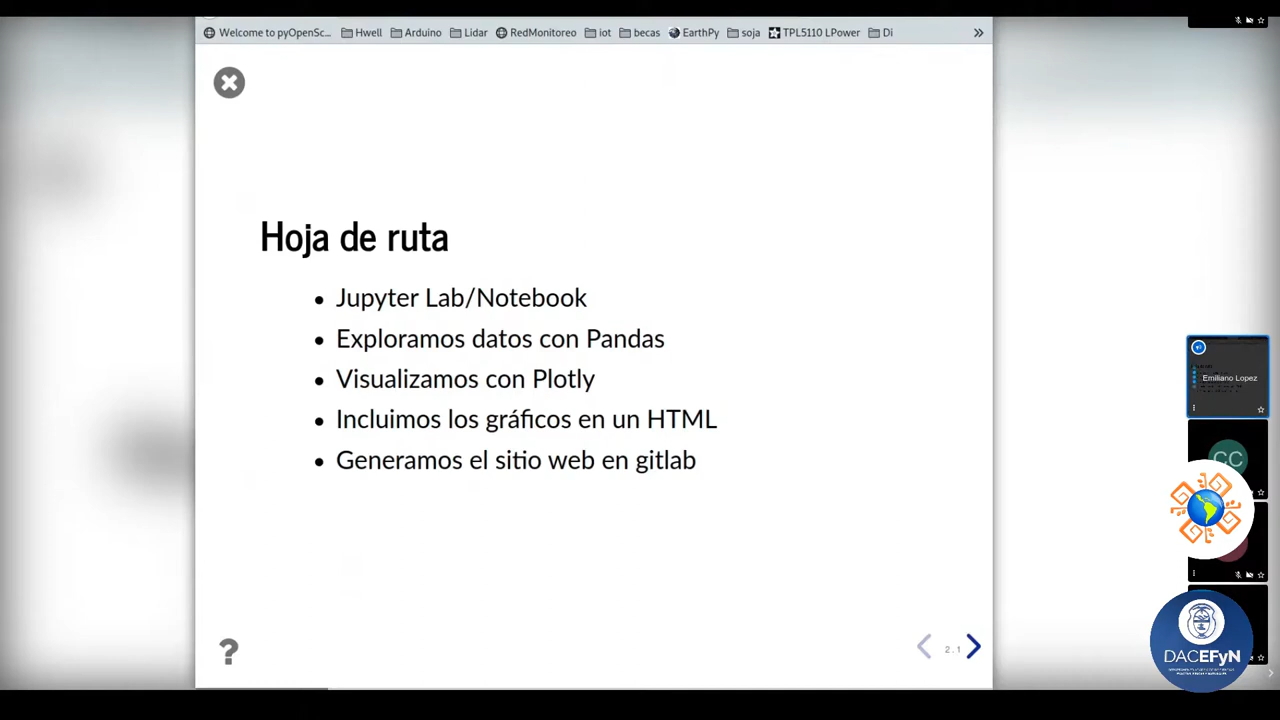 Welcome to pyOpenSc... Hwell Arduino Lidar RedMonitoreo iot becas EarthPy soja TPL5110 LPower Di
Hoja de ruta
Jupyter Lab/Notebook
Exploramos datos con Pandas
Visualizamos con Plotly
Incluimos los gráficos en un HTML
Generamos el sitio web en gitlab
2.1
Emiliano Lopez
CC
DACEFyN